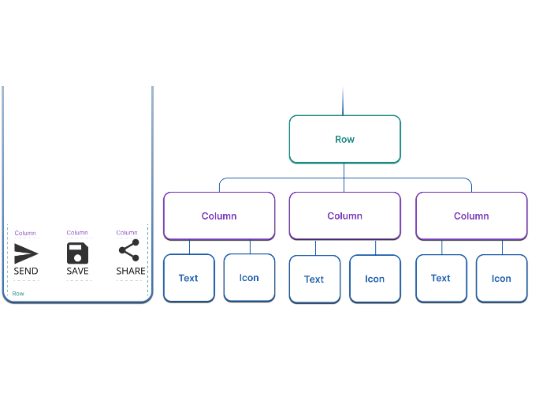 Column Column Column
SEND SAVE SHARE
Row
Row
Column Column Column
Text Icon Text Icon Text Icon